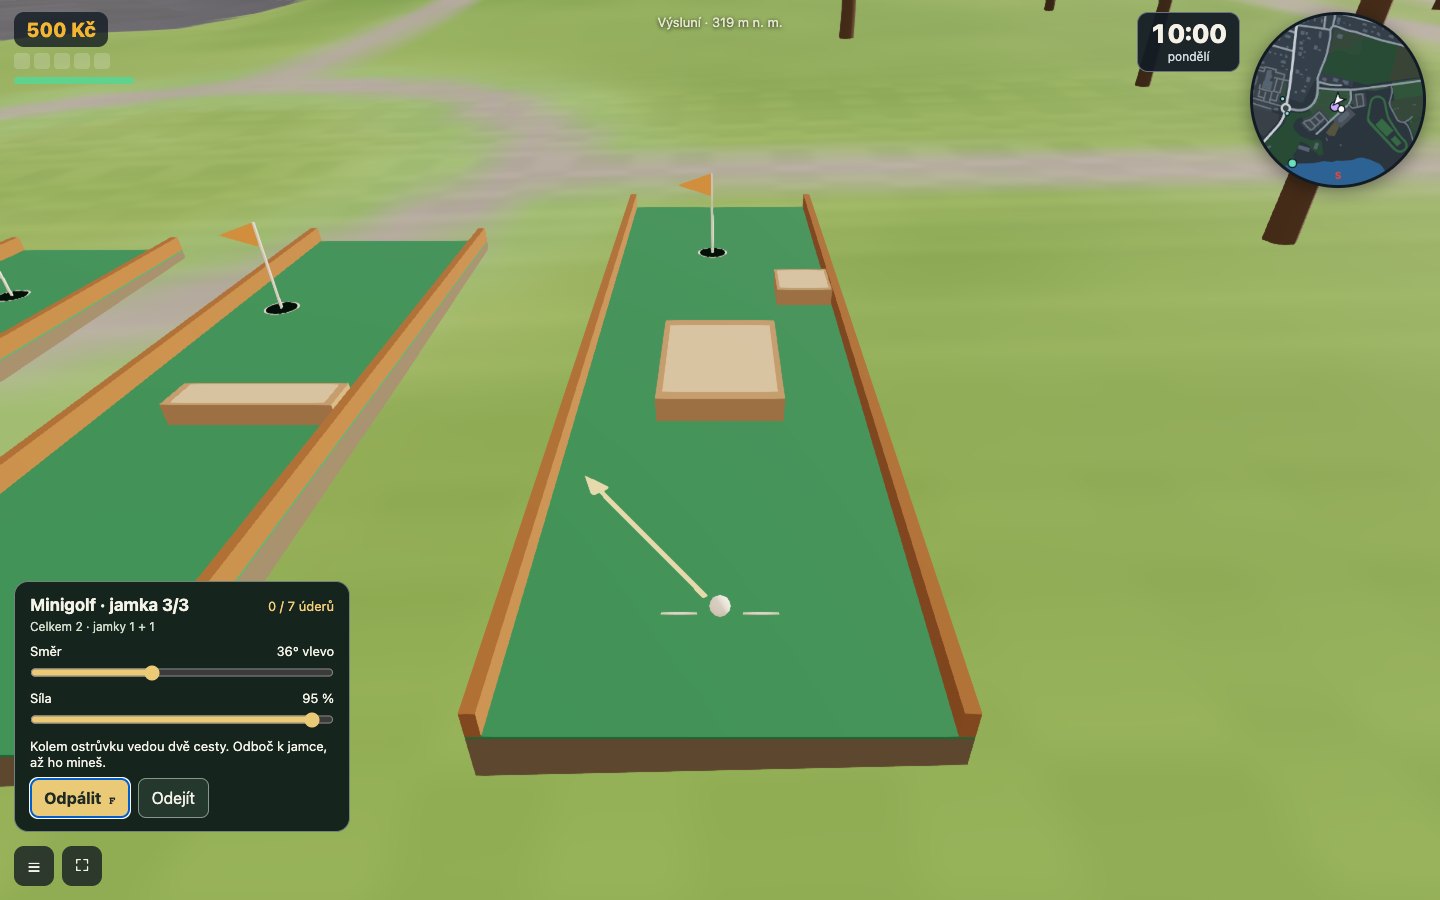 500 Kč
Výsluní · 319 m n. m.
10:00
pondělí
S
Minigolf · jamka 3/3
0 / 7 úderů
Celkem 2 · jamky 1 + 1
Směr
36° vlevo
Síla
95 %
Kolem ostrůvku vedou dvě cesty. Odboč k jamce,
až ho mineš.
Odpálit F
Odejít